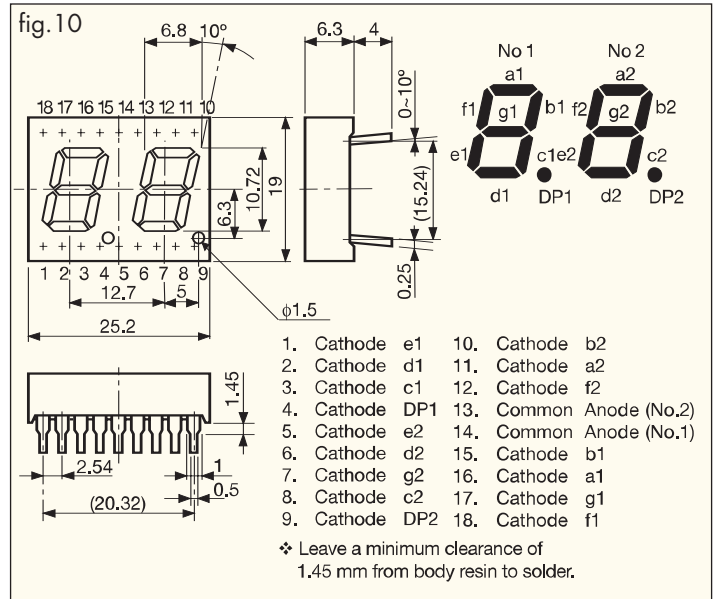 fig.10
6.8 10°
6.3 4
No 1 No 2
a1 a2
f1 g1 b1 f2 g2 b2
e1 c1 e2 c2
d1 DP1 d2 DP2
0~10°
18 17 16 15 14 13 12 11 10
10.72
19
6.3
(15.24)
0.25
1 2 3 4 5 6 7 8 9
12.7 5
25.2
ϕ1.5
1.45
2.54
1
0.5
(20.32)
1. Cathode e1 10. Cathode b2
2. Cathode d1 11. Cathode a2
3. Cathode c1 12. Cathode f2
4. Cathode DP1 13. Common Anode (No.2)
5. Cathode e2 14. Common Anode (No.1)
6. Cathode d2 15. Cathode b1
7. Cathode g2 16. Cathode a1
8. Cathode c2 17. Cathode g1
9. Cathode DP2 18. Cathode f1
❖ Leave a minimum clearance of
1.45 mm from body resin to solder.